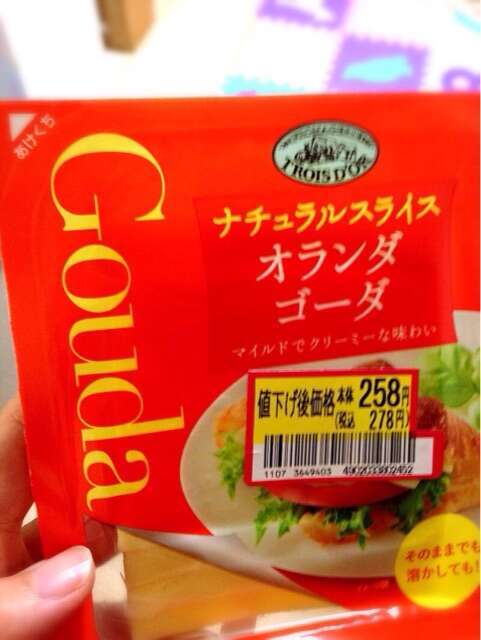 あけくち
Gouda
TROIS D'OR
ナチュラルスライス
オランダ
ゴーダ
マイルドでクリーミーな味わい
値下げ後価格 本体 258円
(税込 278円)
1107 3649403 4902033802452
そのままでも
溶かしても!